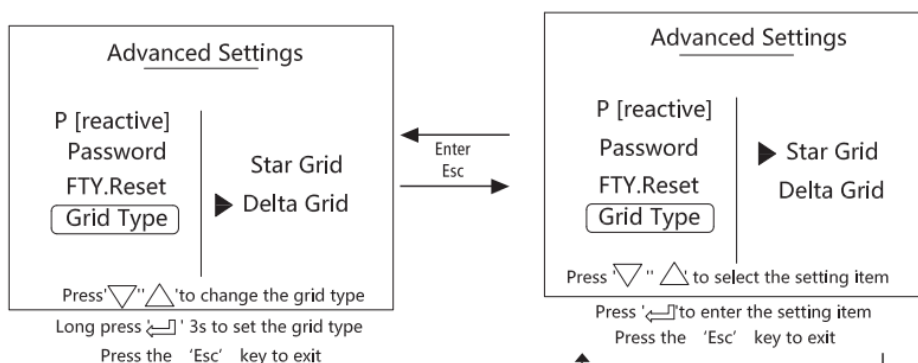 Advanced Settings
P [reactive]
Password
FTY.Reset
Grid Type
Star Grid
Delta Grid
Press'▽''△'to change the grid type
Long press '↵' 3s to set the grid type
Press the 'Esc' key to exit
Enter
Esc
Advanced Settings
P [reactive]
Password
FTY.Reset
Grid Type
Star Grid
Delta Grid
Press '▽'' △' to select the setting item
Press '↵'to enter the setting item
Press the 'Esc' key to exit